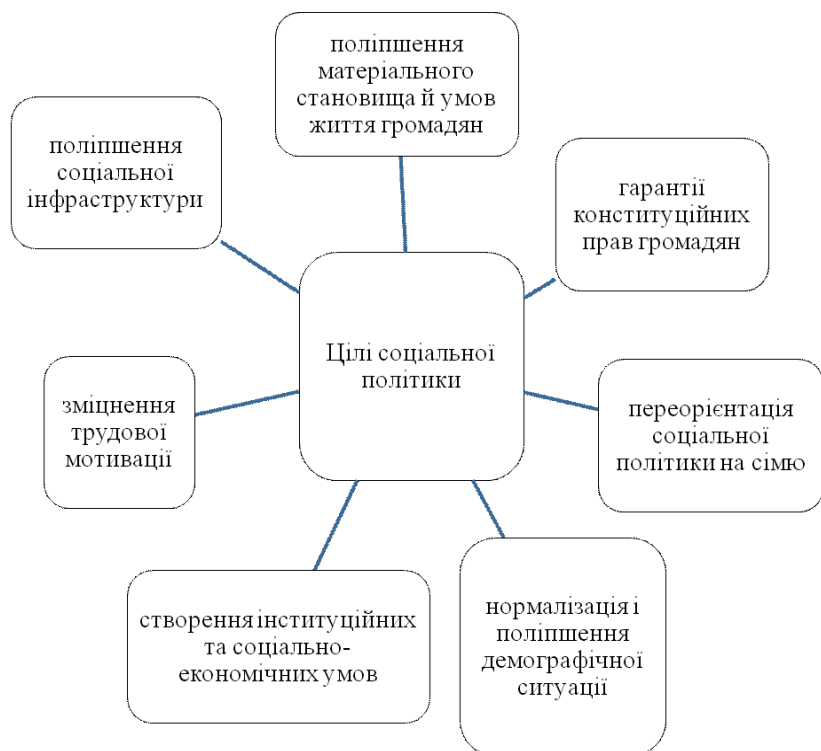 поліпшення
матеріального
становища й умов
життя громадян
поліпшення
соціальної
інфраструктури
гарантії
конституційних
прав громадян
Цілі соціальної
політики
зміцнення
трудової
мотивації
переорієнтація
соціальної
політики на сімю
створення інституційних
та соціально-
економічних умов
нормалізація і
поліпшення
демографічної
ситуації